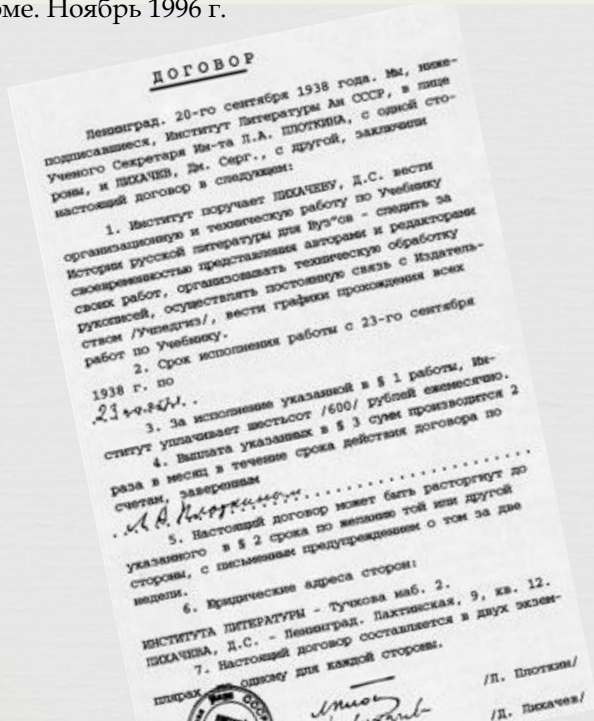 оме. Ноябрь 1996 г.
ДОГОВОР
Ленинград. 20-го сентября 1938 года. Мы, ниже-
подписавшиеся, Институт Литературы Ан СССР, в лице
Ученого Секретаря Ин-та Л.А. ПЛОТКИНА, с одной сто-
роны, и ЛИХАЧЕВ, Дм. Серг., с другой, заключили
настоящий договор в следующем:
1. Институт поручает ЛИХАЧЕВУ, Д.С. вести
организационную и техническую работу по Учебнику
Истории русской литературы для Вуз"ов - следить за
своевременностью представления авторами и редакторами
своих работ, организовывать техническую обработку
рукописей, осуществлять постоянную связь с Издатель-
ством /Учпедгиз/, вести графики прохождения всех
работ по Учебнику.
2. Срок исполнения работы с 23-го сентября
1938 г. по
.23
3. За исполнение указанной в § 1 работы, Ин-
ститут уплачивает шестьсот /600/ рублей ежемесячно.
4. Выплата указанных в § 3 сумм производится 2
раза в месяц в течение срока действия договора по
счетам, заверенным
Л.А. Плоткиным
5. Настоящий договор может быть расторгнут до
указанного в § 2 срока по желанию той или другой
стороны, с письменным предупреждением о том за две
недели.
6. Юридические адреса сторон:
ИНСТИТУТА ЛИТЕРАТУРЫ - Тучкова наб. 2.
ЛИХАЧЕВА, Д.С. - Ленинград. Лахтинская, 9, кв. 12.
7. Настоящий договор составляется в двух экзем-
плярах по одному для каждой стороны.
/Л. Плоткин/
/Д. Лихачев/